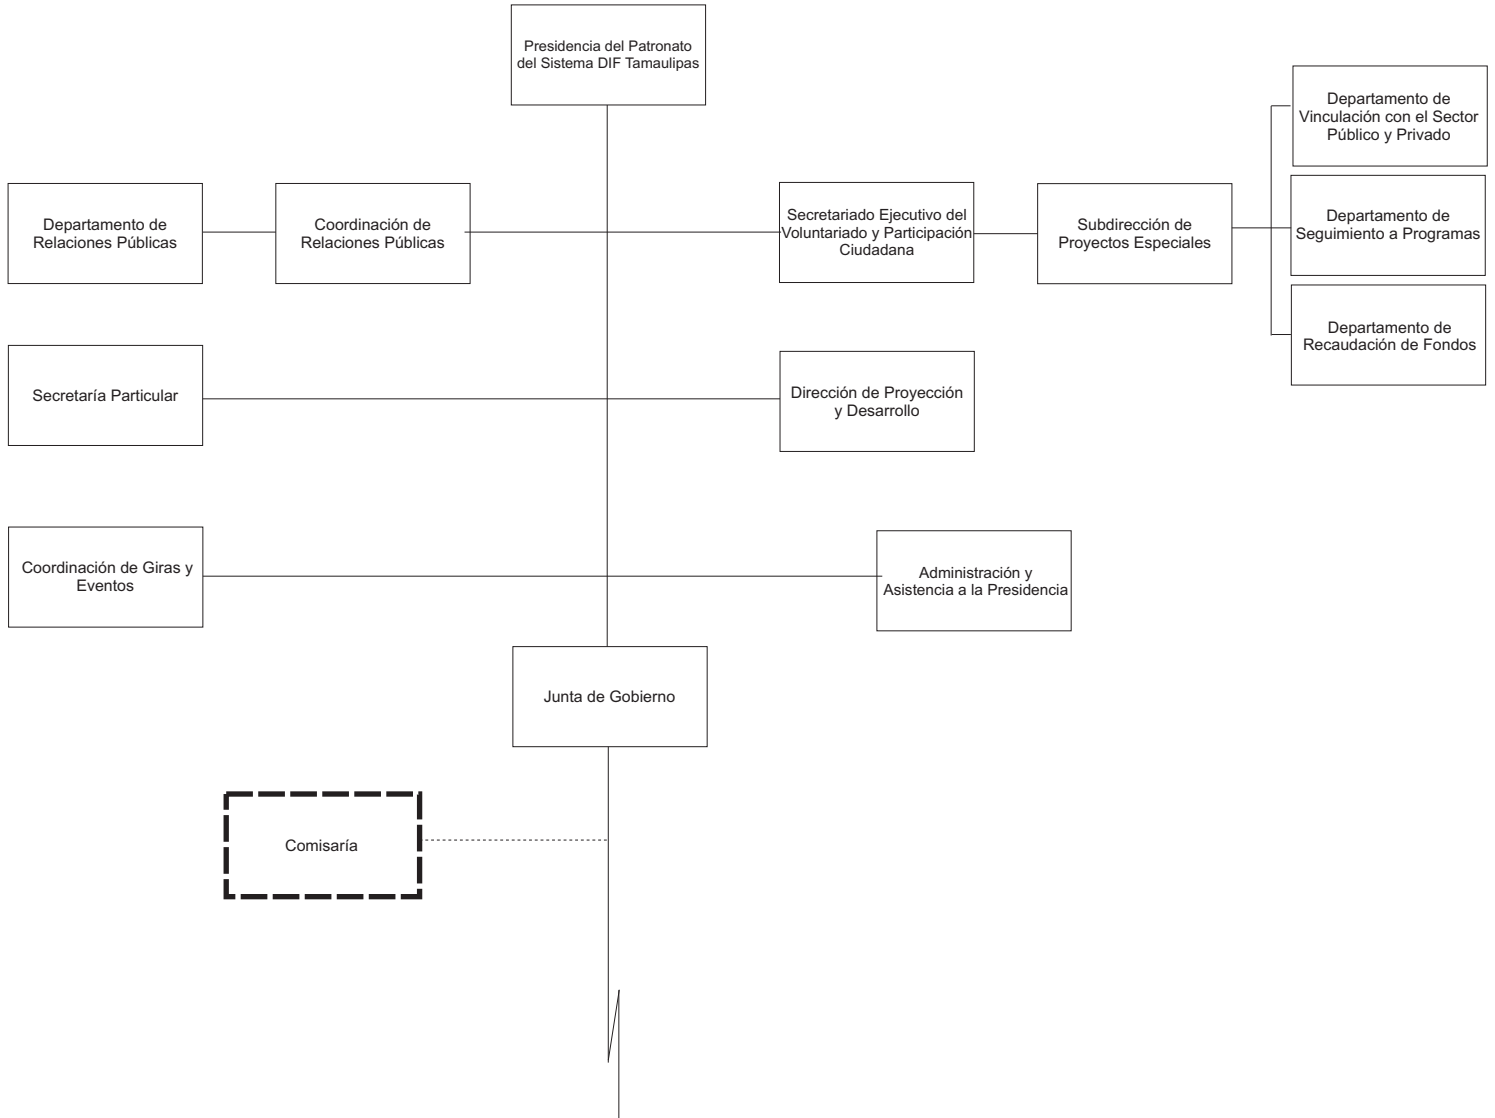 Presidencia del Patronato
del Sistema DIF Tamaulipas
Departamento de
Vinculación con el Sector
Público y Privado
Departamento de
Relaciones Públicas
Coordinación de
Relaciones Públicas
Secretariado Ejecutivo del
Voluntariado y Participación
Ciudadana
Subdirección de
Proyectos Especiales
Departamento de
Seguimiento a Programas
Departamento de
Recaudación de Fondos
Secretaría Particular
Dirección de Proyección
y Desarrollo
Coordinación de Giras y
Eventos
Administración y
Asistencia a la Presidencia
Junta de Gobierno
Comisaría